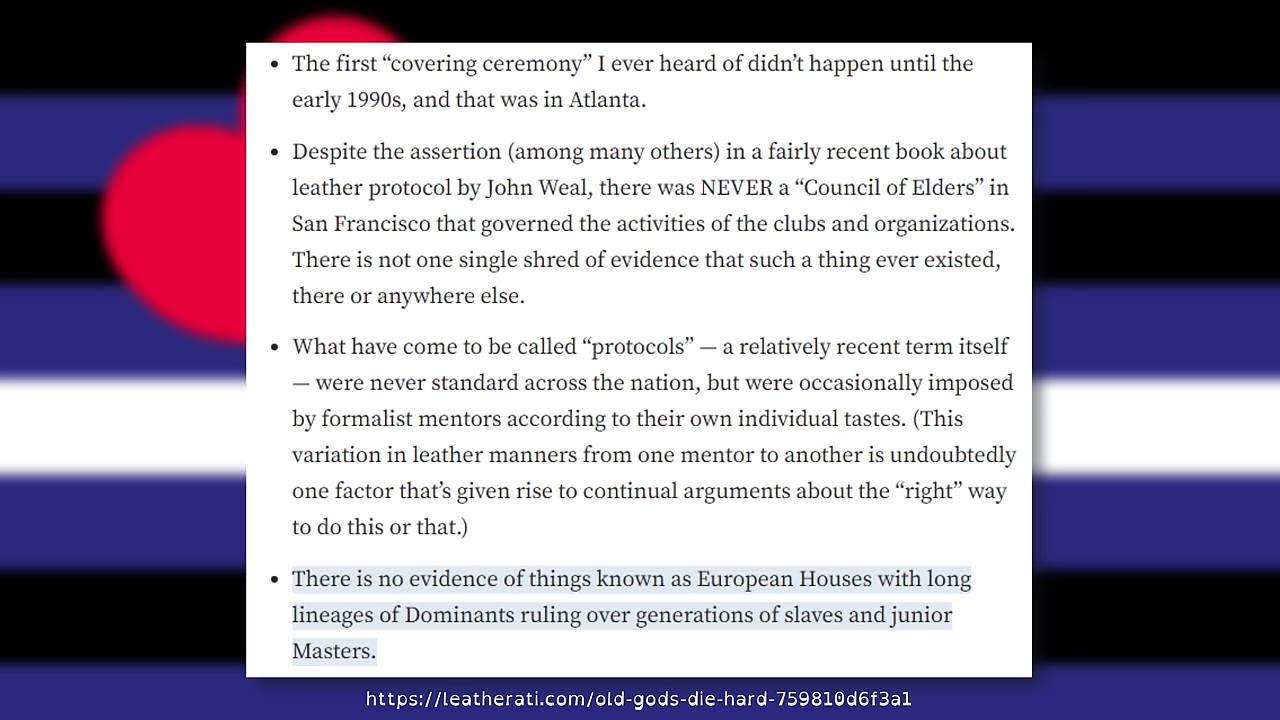 • The first “covering ceremony” I ever heard of didn’t happen until the
early 1990s, and that was in Atlanta.
• Despite the assertion (among many others) in a fairly recent book about
leather protocol by John Weal, there was NEVER a “Council of Elders” in
San Francisco that governed the activities of the clubs and organizations.
There is not one single shred of evidence that such a thing ever existed,
there or anywhere else.
• What have come to be called “protocols” — a relatively recent term itself
— were never standard across the nation, but were occasionally imposed
by formalist mentors according to their own individual tastes. (This
variation in leather manners from one mentor to another is undoubtedly
one factor that’s given rise to continual arguments about the “right” way
to do this or that.)
• There is no evidence of things known as European Houses with long
lineages of Dominants ruling over generations of slaves and junior
Masters.
https://leatherati.com/old-gods-die-hard-759810d6f3a1